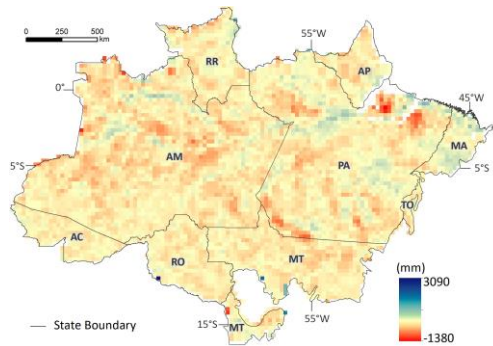 0 250 500
km
55°W
RR
AP
0°
45°W
MA
5°S
AM
PA
5°S
TO
AC
RO
MT
(mm)
3090
-1380
State Boundary
15°S
MT
55°W